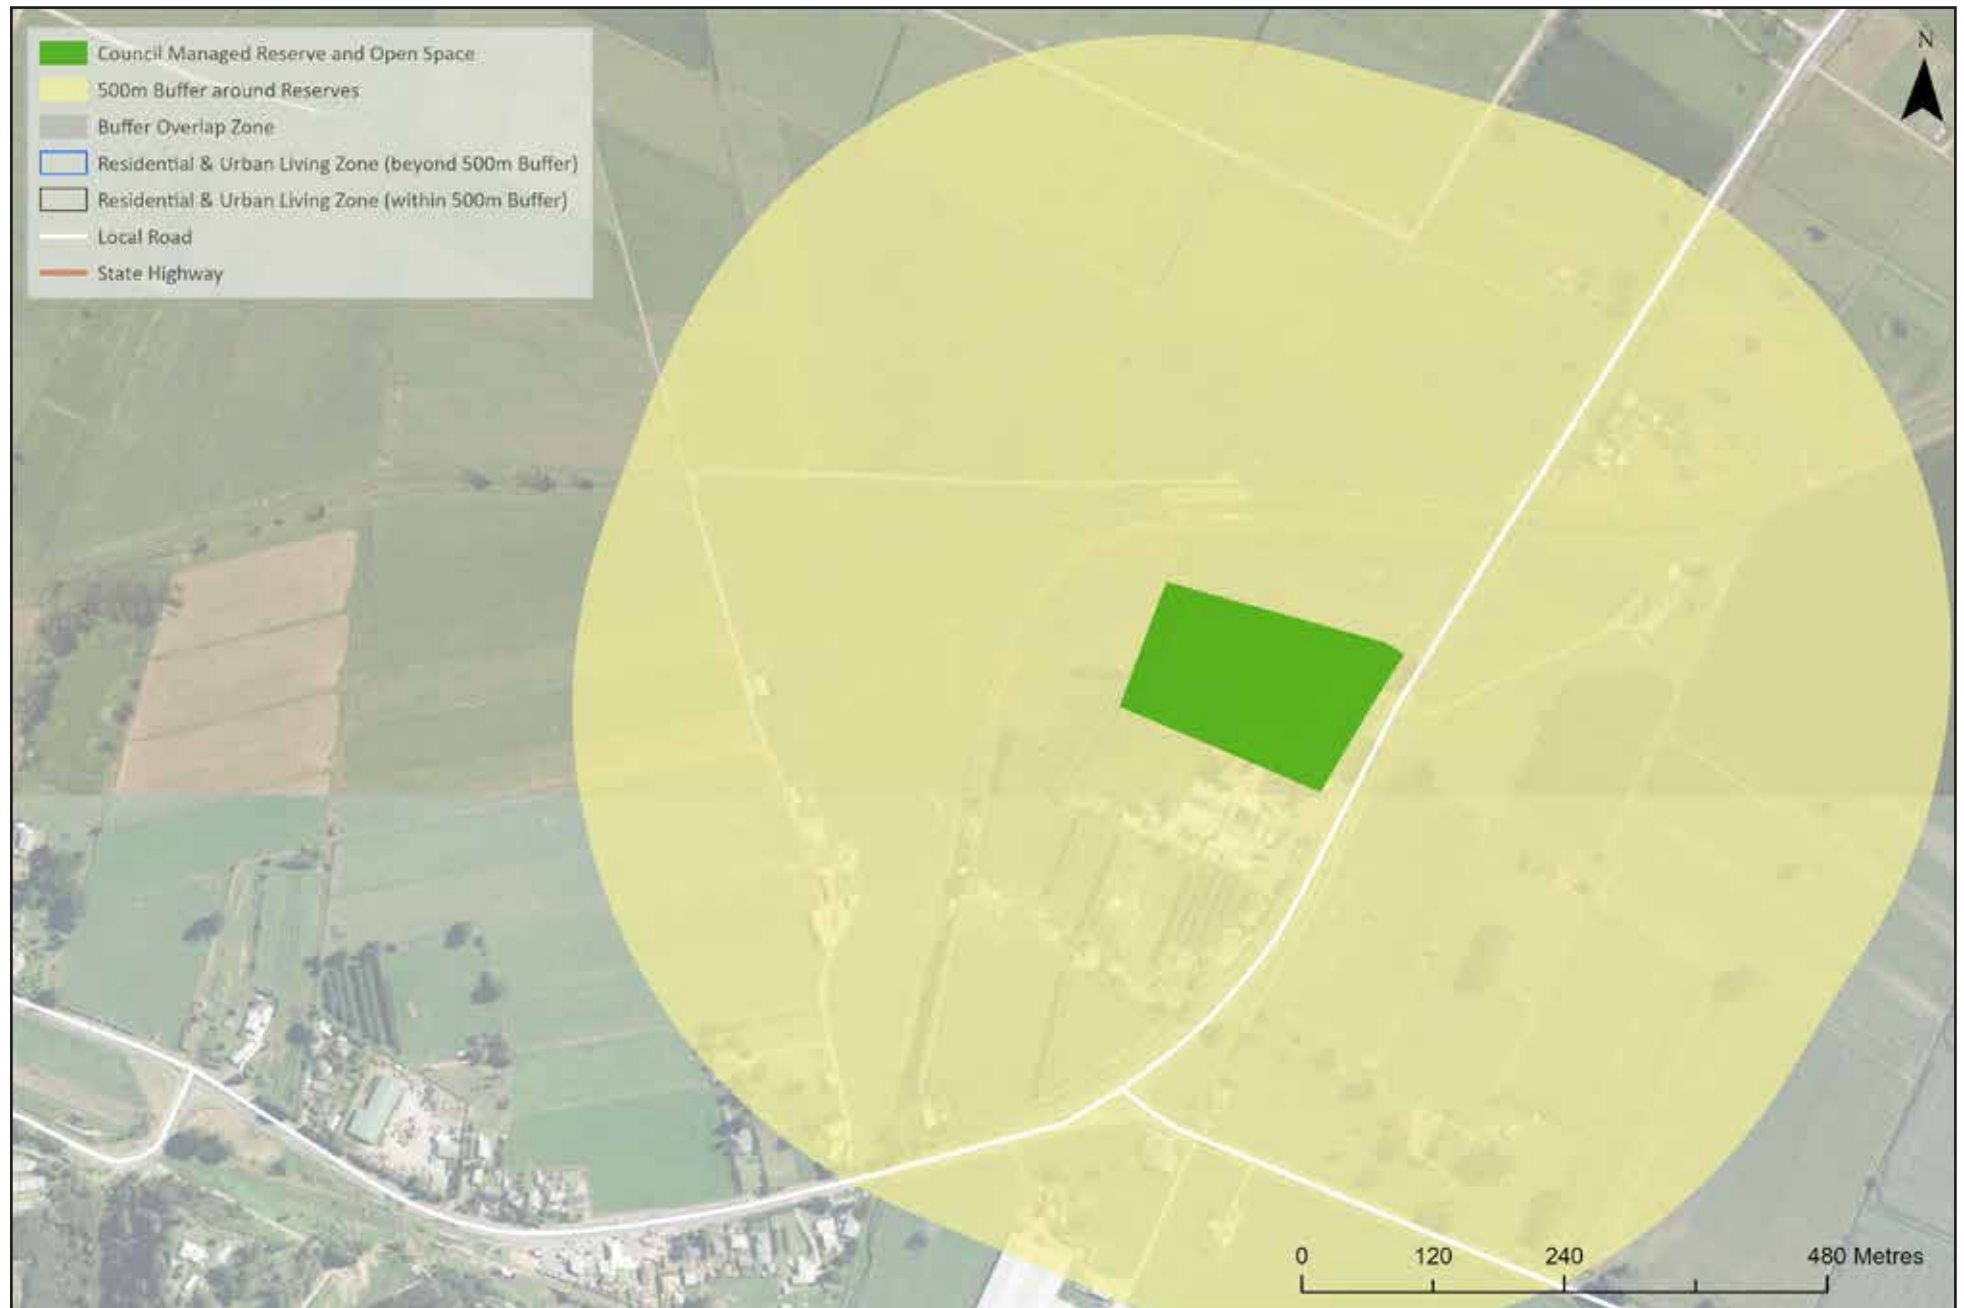 Council Managed Reserve and Open Space
500m Buffer around Reserves
Buffer Overlap Zone
Residential & Urban Living Zone (beyond 500m Buffer)
Residential & Urban Living Zone (within 500m Buffer)
Local Road
State Highway
N
0 120 240 480 Metres